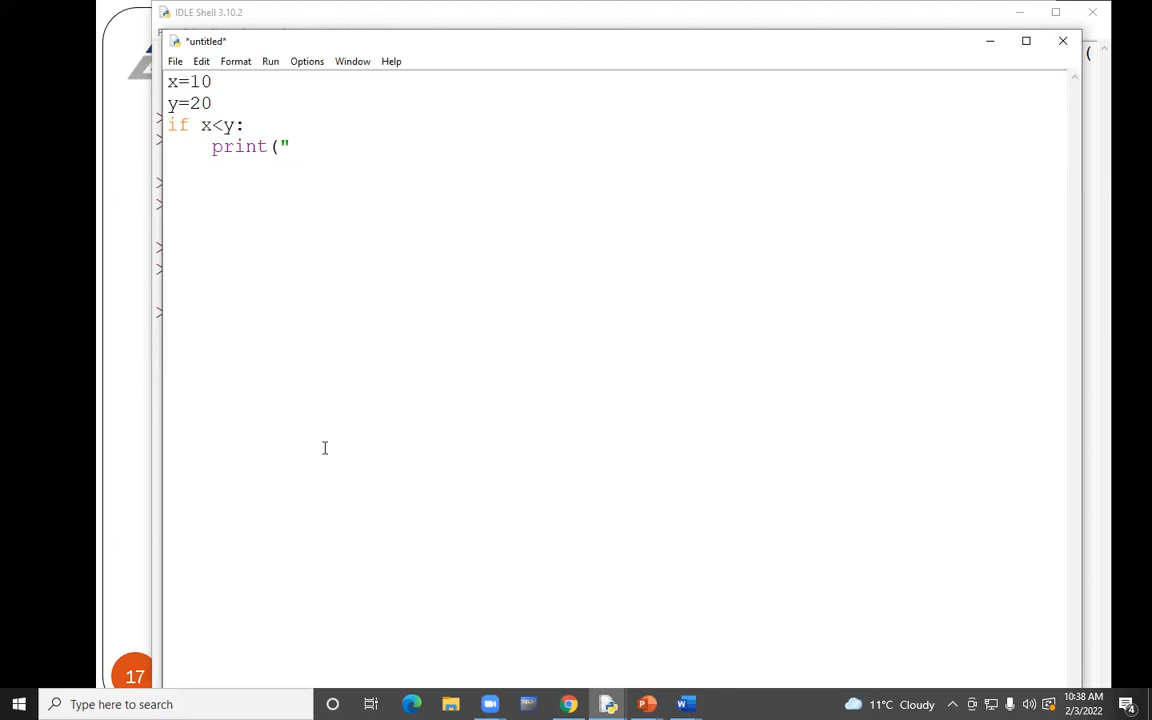 IDLE Shell 3.10.2
*untitled*
File Edit Format Run Options Window Help
(
x=10
y=20
if x<y:
    print("
>
>
>
>
>
>
>
17
Type here to search
11°C Cloudy
10:38 AM
2/3/2022
4